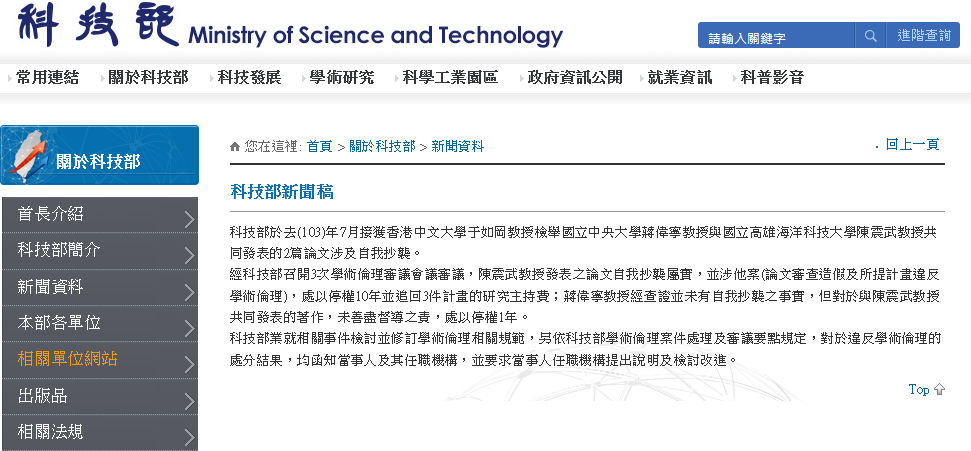 科技部 Ministry of Science and Technology
請輸入關鍵字 進階查詢
常用連結 關於科技部 科技發展 學術研究 科學工業園區 政府資訊公開 就業資訊 科普影音
關於科技部
您在這裡: 首頁 > 關於科技部 > 新聞資料
回上一頁
首長介紹
科技部簡介
新聞資料
本部各單位
相關單位網站
出版品
相關法規
科技部新聞稿
科技部於去(103)年7月接獲香港中文大學于如岡教授檢舉國立中央大學蔣偉寧教授與國立高雄海洋科技大學陳震武教授共
同發表的2篇論文涉及自我抄襲。
經科技部召開3次學術倫理審議會議審議，陳震武教授發表之論文自我抄襲屬實，並涉他案(論文審查造假及所提計畫違反
學術倫理)，處以停權10年並追回3件計畫的研究主持費；蔣偉寧教授經查證並未有自我抄襲之事實，但對於與陳震武教授
共同發表的著作，未善盡督導之責，處以停權1年。
科技部業就相關事件檢討並修訂學術倫理相關規範，另依科技部學術倫理案件處理及審議要點規定，對於違反學術倫理的
處分結果，均函知當事人及其任職機構，並要求當事人任職機構提出說明及檢討改進。
Top